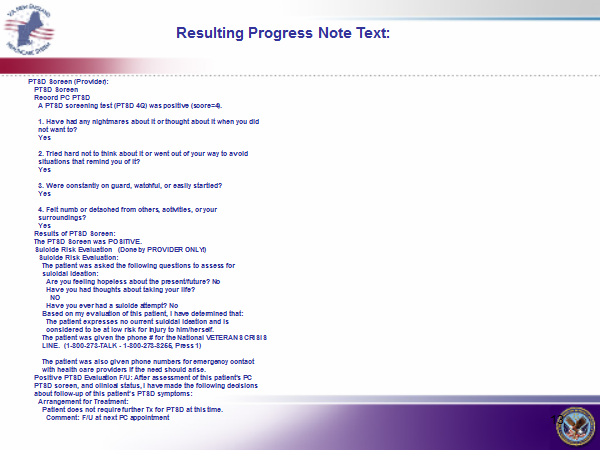 VA NEW ENGLAND
HEALTHCARE SYSTEM
Resulting Progress Note Text:
PTSD Screen (Provider):
PTSD Screen
Record PC PTSD
A PTSD screening test (PTSD 4Q) was positive (score=4).
1. Have had any nightmares about it or thought about it when you did
not want to?
Yes
2. Tried hard not to think about it or went out of your way to avoid
situations that remind you of it?
Yes
3. Were constantly on guard, watchful, or easily startled?
Yes
4. Felt numb or detached from others, activities, or your
surroundings?
Yes
Results of PTSD Screen:
The PTSD Screen was POSITIVE.
Suicide Risk Evaluation (Done by PROVIDER ONLY!)
Suicide Risk Evaluation:
The patient was asked the following questions to assess for
suicidal ideation:
Are you feeling hopeless about the present/future? No
Have you had thoughts about taking your life?
NO
Have you ever had a suicide attempt? No
Based on my evaluation of this patient, I have determined that:
The patient expresses no current suicidal ideation and is
considered to be at low risk for injury to him/herself.
The patient was given the phone # for the National VETERANS CRISIS
LINE. (1-800-273-TALK - 1-800-273-8255, Press 1)
The patient was also given phone numbers for emergency contact
with health care providers if the need should arise.
Positive PTSD Evaluation F/U: After assessment of this patient's PC
PTSD screen, and clinical status, I have made the following decisions
about follow-up of this patient's PTSD symptoms:
Arrangement for Treatment:
Patient does not require further Tx for PTSD at this time.
Comment: F/U at next PC appointment